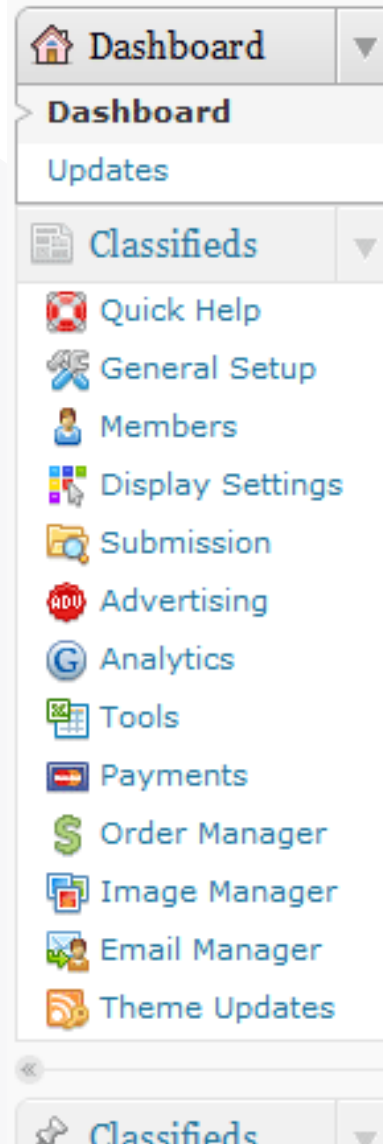 Dashboard
Dashboard
Updates
Classifieds
Quick Help
General Setup
Members
Display Settings
Submission
ADV Advertising
G Analytics
Tools
Payments
$ Order Manager
Image Manager
Email Manager
Theme Updates
Classifieds